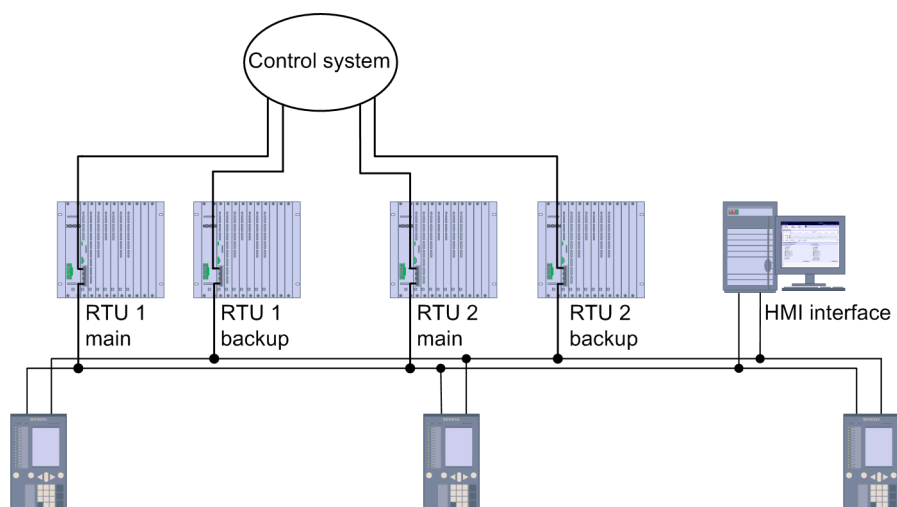 Control system
RTU 1
main
RTU 1
backup
RTU 2
main
RTU 2
backup
HMI interface